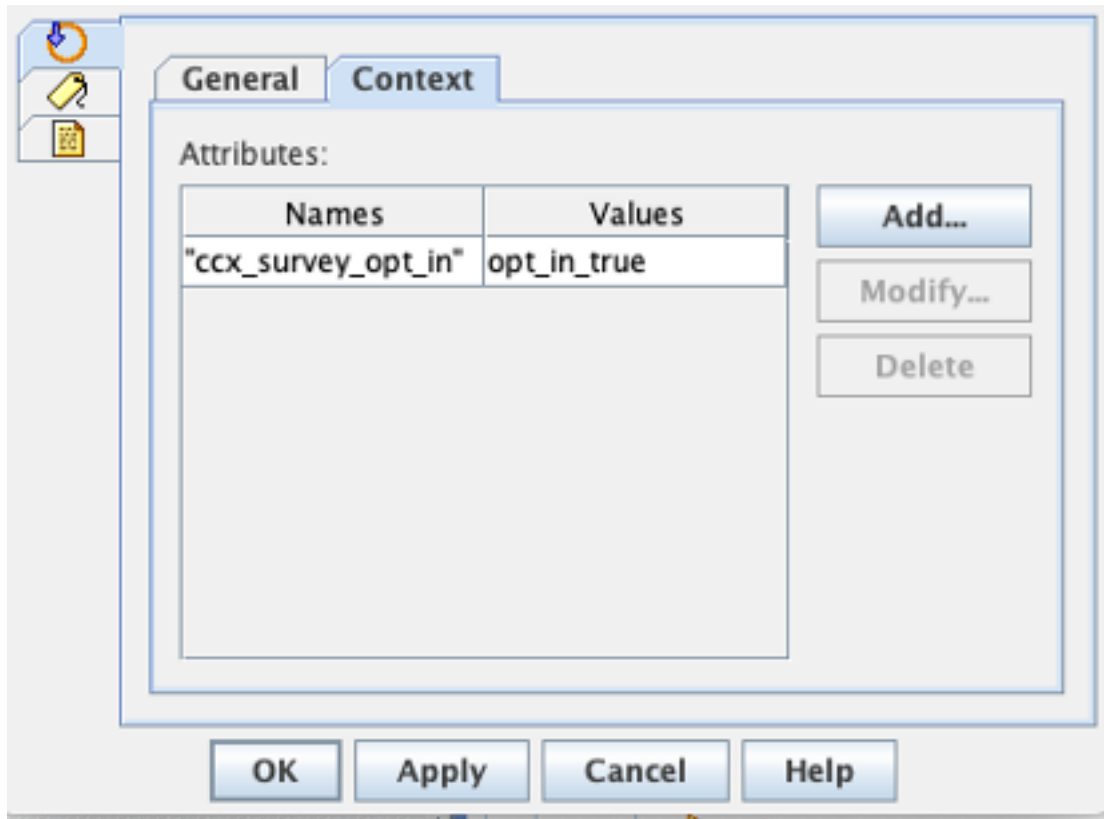 General Context
Attributes:
Names Values Add...
"ccx_survey_opt_in" opt_in_true
Modify...
Delete
OK Apply Cancel Help